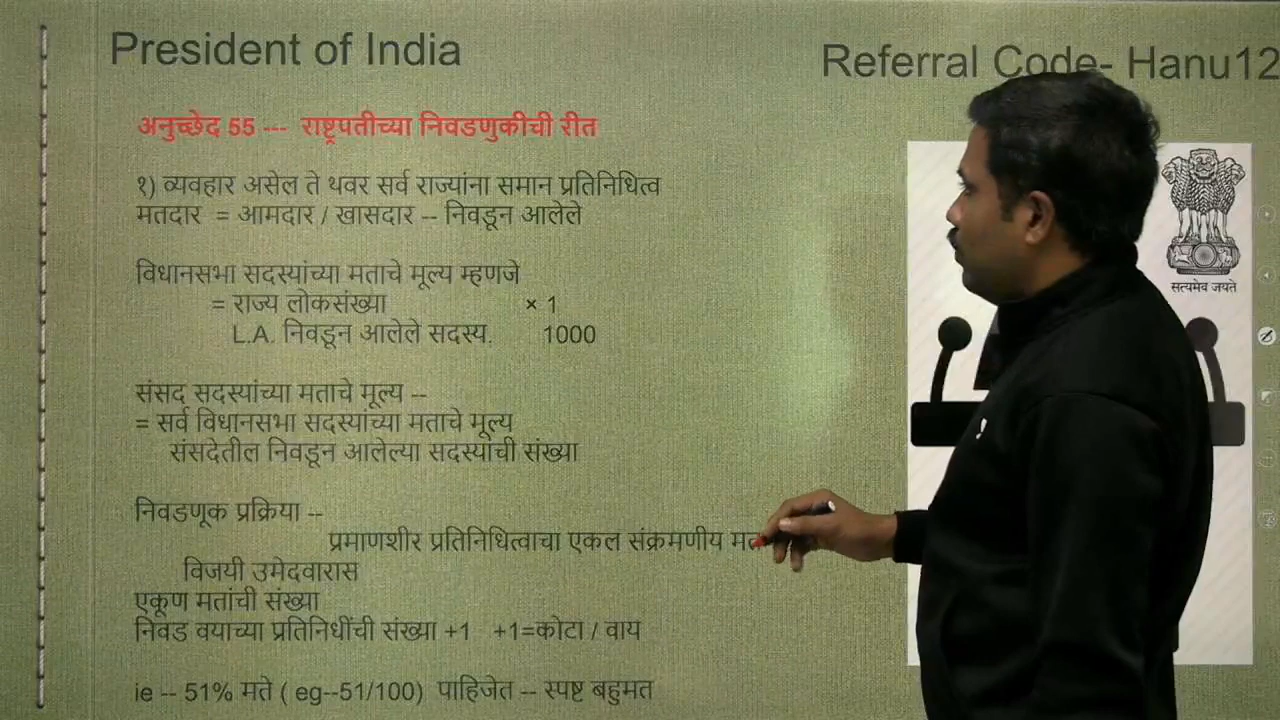 President of India
Referral Code- Hanu12
अनुच्छेद 55 --- राष्ट्रपतीच्या निवडणुकीची रीत
१) व्यवहार असेल ते थवर सर्व राज्यांना समान प्रतिनिधित्व
मतदार = आमदार / खासदार -- निवडून आलेले
विधानसभा सदस्यांच्या मताचे मूल्य म्हणजे
= राज्य लोकसंख्या × 1
L.A. निवडून आलेले सदस्य. 1000
संसद सदस्यांच्या मताचे मूल्य --
= सर्व विधानसभा सदस्यांच्या मताचे मूल्य
संसदेतील निवडून आलेल्या सदस्यांची संख्या
निवडणूक प्रक्रिया --
प्रमाणशीर प्रतिनिधित्वाचा एकल संक्रमणीय मत
विजयी उमेदवारास
एकूण मतांची संख्या
निवड वयाच्या प्रतिनिधींची संख्या +1 +1=कोटा / वाय
ie -- 51% मते ( eg--51/100) पाहिजेत -- स्पष्ट बहुमत
सत्यमेव जयते